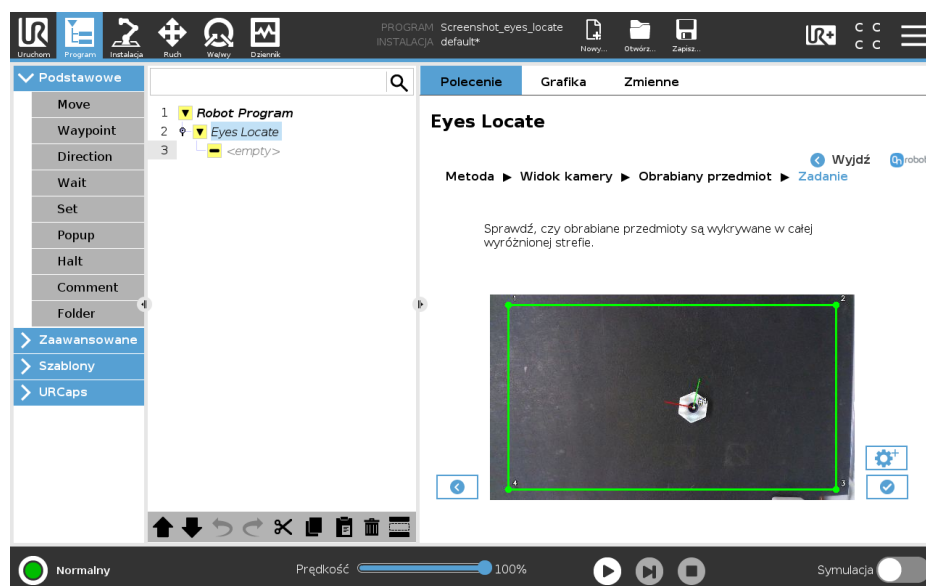 PROGRAM Screenshot_eyes_locate
INSTALACJA default*
Uruchom Program Instalacja Ruch We/wy Dziennik Nowy... Otwórz... Zapisz...
UR+
C C
C C
Podstawowe
Move
Waypoint
Direction
Wait
Set
Popup
Halt
Comment
Folder
Zaawansowane
Szablony
URCaps
1 Robot Program
2 Eyes Locate
3 <empty>
Polecenie Grafika Zmienne
Eyes Locate
Wyjdź
OnRobot
Metoda Widok kamery Obrabiany przedmiot Zadanie
Sprawdź, czy obrabiane przedmioty są wykrywane w całej
wyróżnionej strefie.
1 2
4 3
Normalny Prędkość 100% Symulacja